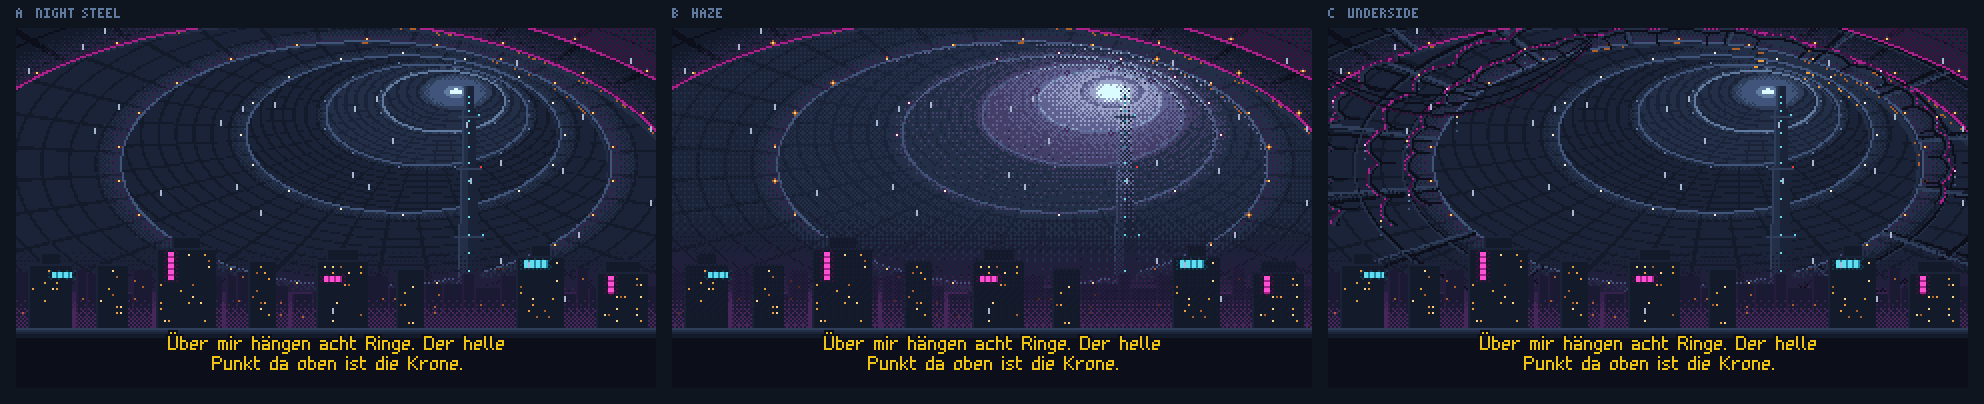 A NIGHT STEEL
Über mir hängen acht Ringe. Der helle
Punkt da oben ist die Krone.
B HAZE
Über mir hängen acht Ringe. Der helle
Punkt da oben ist die Krone.
C UNDERSIDE
Über mir hängen acht Ringe. Der helle
Punkt da oben ist die Krone.